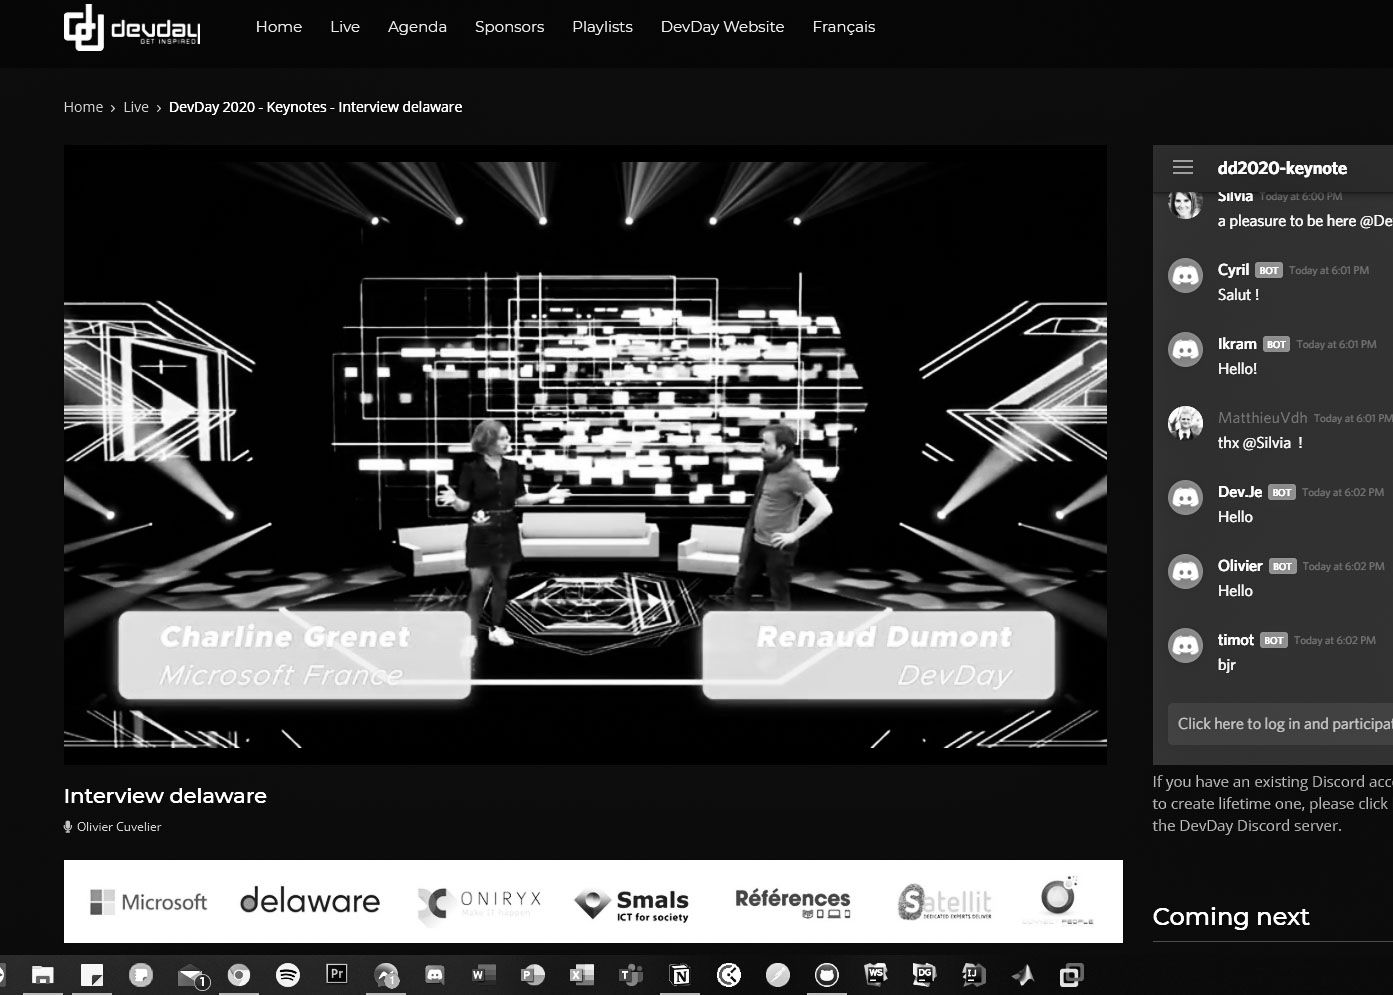 devday
GET INSPIRED
Home
Live
Agenda
Sponsors
Playlists
DevDay Website
Français
Home › Live › DevDay 2020 - Keynotes - Interview delaware
Charline Grenet
Microsoft France
Renaud Dumont
DevDay
Interview delaware
Olivier Cuvelier
Microsoft
delaware
ONIRYX
Make IT happen
Smals
ICT for society
Références
Satellit
DEDICATED EXPERTS DELIVER
CONNECT PEOPLE
dd2020-keynote
Silvia Today at 6:00 PM
a pleasure to be here @De
Cyril BOT Today at 6:01 PM
Salut !
Ikram BOT Today at 6:01 PM
Hello!
MatthieuVdh Today at 6:01 PM
thx @Silvia !
Dev.Je BOT Today at 6:02 PM
Hello
Olivier BOT Today at 6:02 PM
Hello
timot BOT Today at 6:02 PM
bjr
Click here to log in and participa
If you have an existing Discord acc
to create lifetime one, please click
the DevDay Discord server.
Coming next
1
Pr
1
W
P
X
T
N
WS
DG
IJ